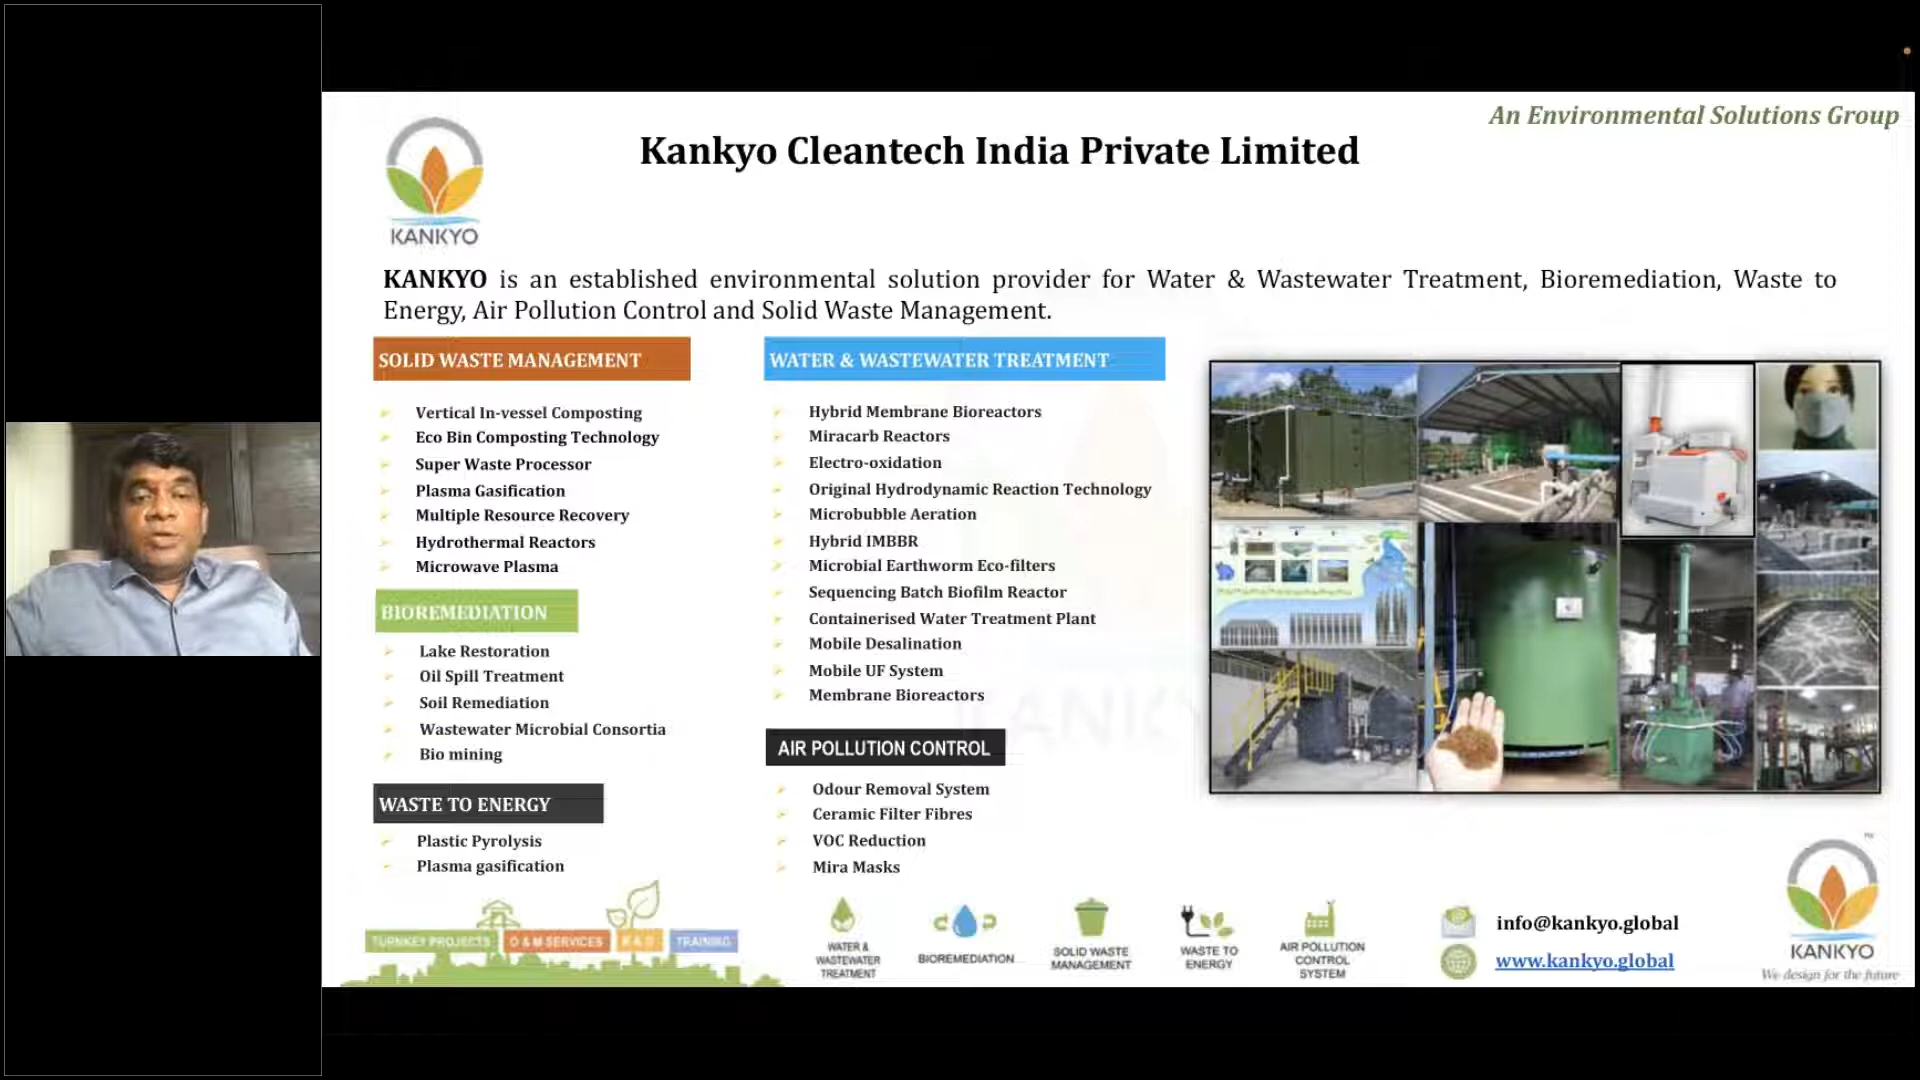 An Environmental Solutions Group
Kankyo Cleantech India Private Limited
KANKYO
KANKYO is an established environmental solution provider for Water & Wastewater Treatment, Bioremediation, Waste to
Energy, Air Pollution Control and Solid Waste Management.
SOLID WASTE MANAGEMENT
Vertical In-vessel Composting
Eco Bin Composting Technology
Super Waste Processor
Plasma Gasification
Multiple Resource Recovery
Hydrothermal Reactors
Microwave Plasma
BIOREMEDIATION
Lake Restoration
Oil Spill Treatment
Soil Remediation
Wastewater Microbial Consortia
Bio mining
WASTE TO ENERGY
Plastic Pyrolysis
Plasma gasification
WATER & WASTEWATER TREATMENT
Hybrid Membrane Bioreactors
Miracarb Reactors
Electro-oxidation
Original Hydrodynamic Reaction Technology
Microbubble Aeration
Hybrid IMBBR
Microbial Earthworm Eco-filters
Sequencing Batch Biofilm Reactor
Containerised Water Treatment Plant
Mobile Desalination
Mobile UF System
Membrane Bioreactors
AIR POLLUTION CONTROL
Odour Removal System
Ceramic Filter Fibres
VOC Reduction
Mira Masks
TURNKEY PROJECTS
O & M SERVICES
R & D
TRAINING
WATER &
WASTEWATER
TREATMENT
BIOREMEDIATION
SOLID WASTE
MANAGEMENT
WASTE TO
ENERGY
AIR POLLUTION
CONTROL
SYSTEM
info@kankyo.global
www.kankyo.global
TM
KANKYO
We design for the future